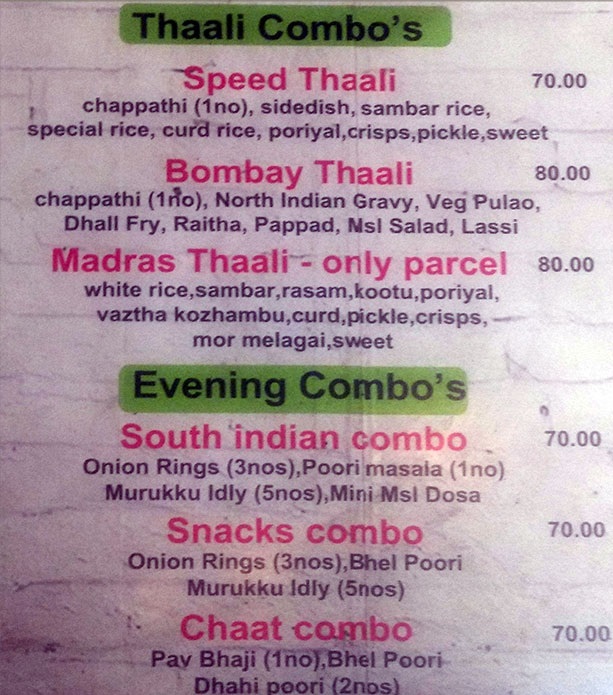 Thaali Combo's
Speed Thaali 70.00
chappathi (1no), sidedish, sambar rice,
special rice, curd rice, poriyal,crisps,pickle,sweet
Bombay Thaali 80.00
chappathi (1no), North Indian Gravy, Veg Pulao,
Dhall Fry, Raitha, Pappad, Msl Salad, Lassi
Madras Thaali - only parcel 80.00
white rice,sambar,rasam,kootu,poriyal,
vaztha kozhambu,curd,pickle,crisps,
mor melagai,sweet
Evening Combo's
South indian combo 70.00
Onion Rings (3nos),Poori masala (1no)
Murukku Idly (5nos),Mini Msl Dosa
Snacks combo 70.00
Onion Rings (3nos),Bhel Poori
Murukku Idly (5nos)
Chaat combo 70.00
Pav Bhaji (1no),Bhel Poori
Dhahi poori (2nos)